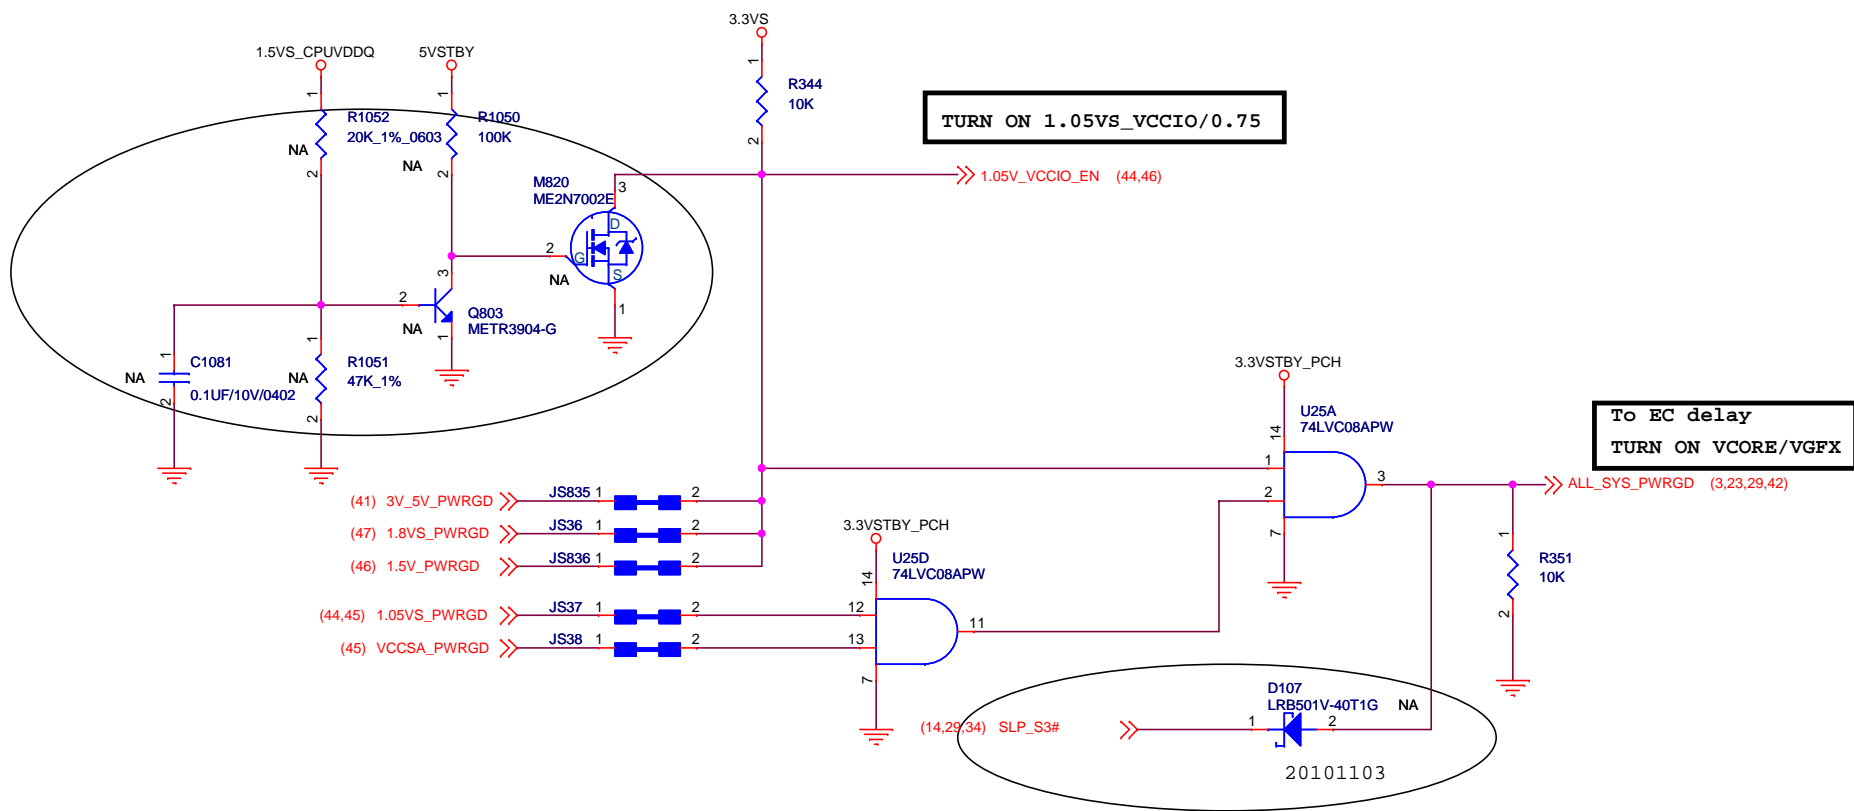 3.3VS
1
R344
10K
2
TURN ON 1.05VS_VCCIO/0.75
1.05V_VCCIO_EN (44,46)
1.5VS_CPUVDDQ
1
R1052
20K_1%_0603
NA
2
5VSTBY
1
R1050
100K
NA
2
M820
ME2N7002E
3
D
2
G
S
NA
1
3
2
Q803
METR3904-G
NA
1
1
C1081
NA
0.1UF/10V/0402
2
1
R1051
NA
47K_1%
2
3.3VSTBY_PCH
U25A
74LVC08APW
14
1
2
3
7
To EC delay
TURN ON VCORE/VGFX
ALL_SYS_PWRGD (3,23,29,42)
(41) 3V_5V_PWRGD
JS835 1
2
(47) 1.8VS_PWRGD
JS36 1
2
(46) 1.5V_PWRGD
JS836 1
2
(44,45) 1.05VS_PWRGD
JS37 1
2
(45) VCCSA_PWRGD
JS38 1
2
3.3VSTBY_PCH
U25D
74LVC08APW
14
12
13
11
7
1
R351
10K
2
D107
LRB501V-40T1G
NA
(14,29,34) SLP_S3#
1
2
20101103